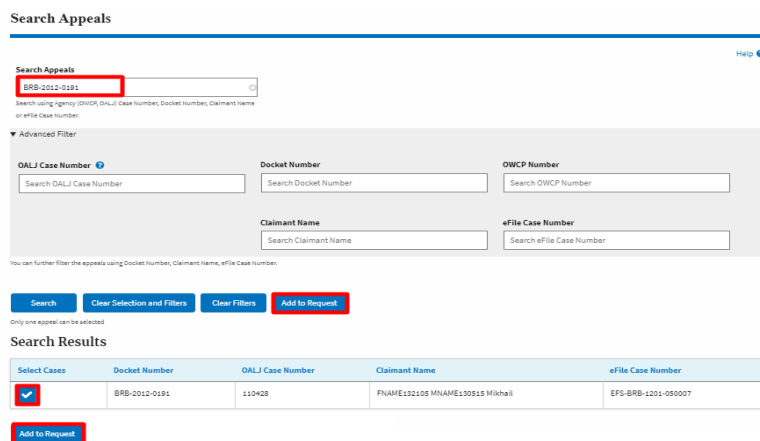 Search Appeals
Help
Search Appeals
BRB-2012-0191
Search using Agency (OWCP, OALJ) Case Number, Docket Number, Claimant Name
or eFile Case Number.
▼ Advanced Filter
OALJ Case Number ? Docket Number OWCP Number
Search OALJ Case Number Search Docket Number Search OWCP Number
Claimant Name eFile Case Number
Search Claimant Name Search eFile Case Number
You can further filter the appeals using Docket Number, Claimant Name, eFile Case Number.
Search Clear Selection and Filters Clear Filters Add to Request
Only one appeal can be selected
Search Results
Select Cases Docket Number OALJ Case Number Claimant Name eFile Case Number
BRB-2012-0191 110428 FNAME132105 MNAME130515 Mikhail EFS-BRB-1201-050007
Add to Request